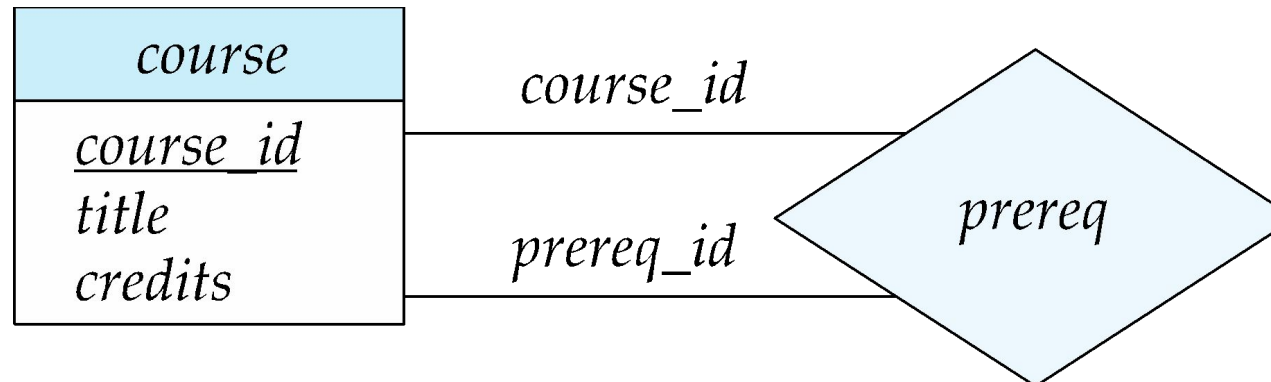 course
course_id
title
credits
course_id
prereq_id
prereq